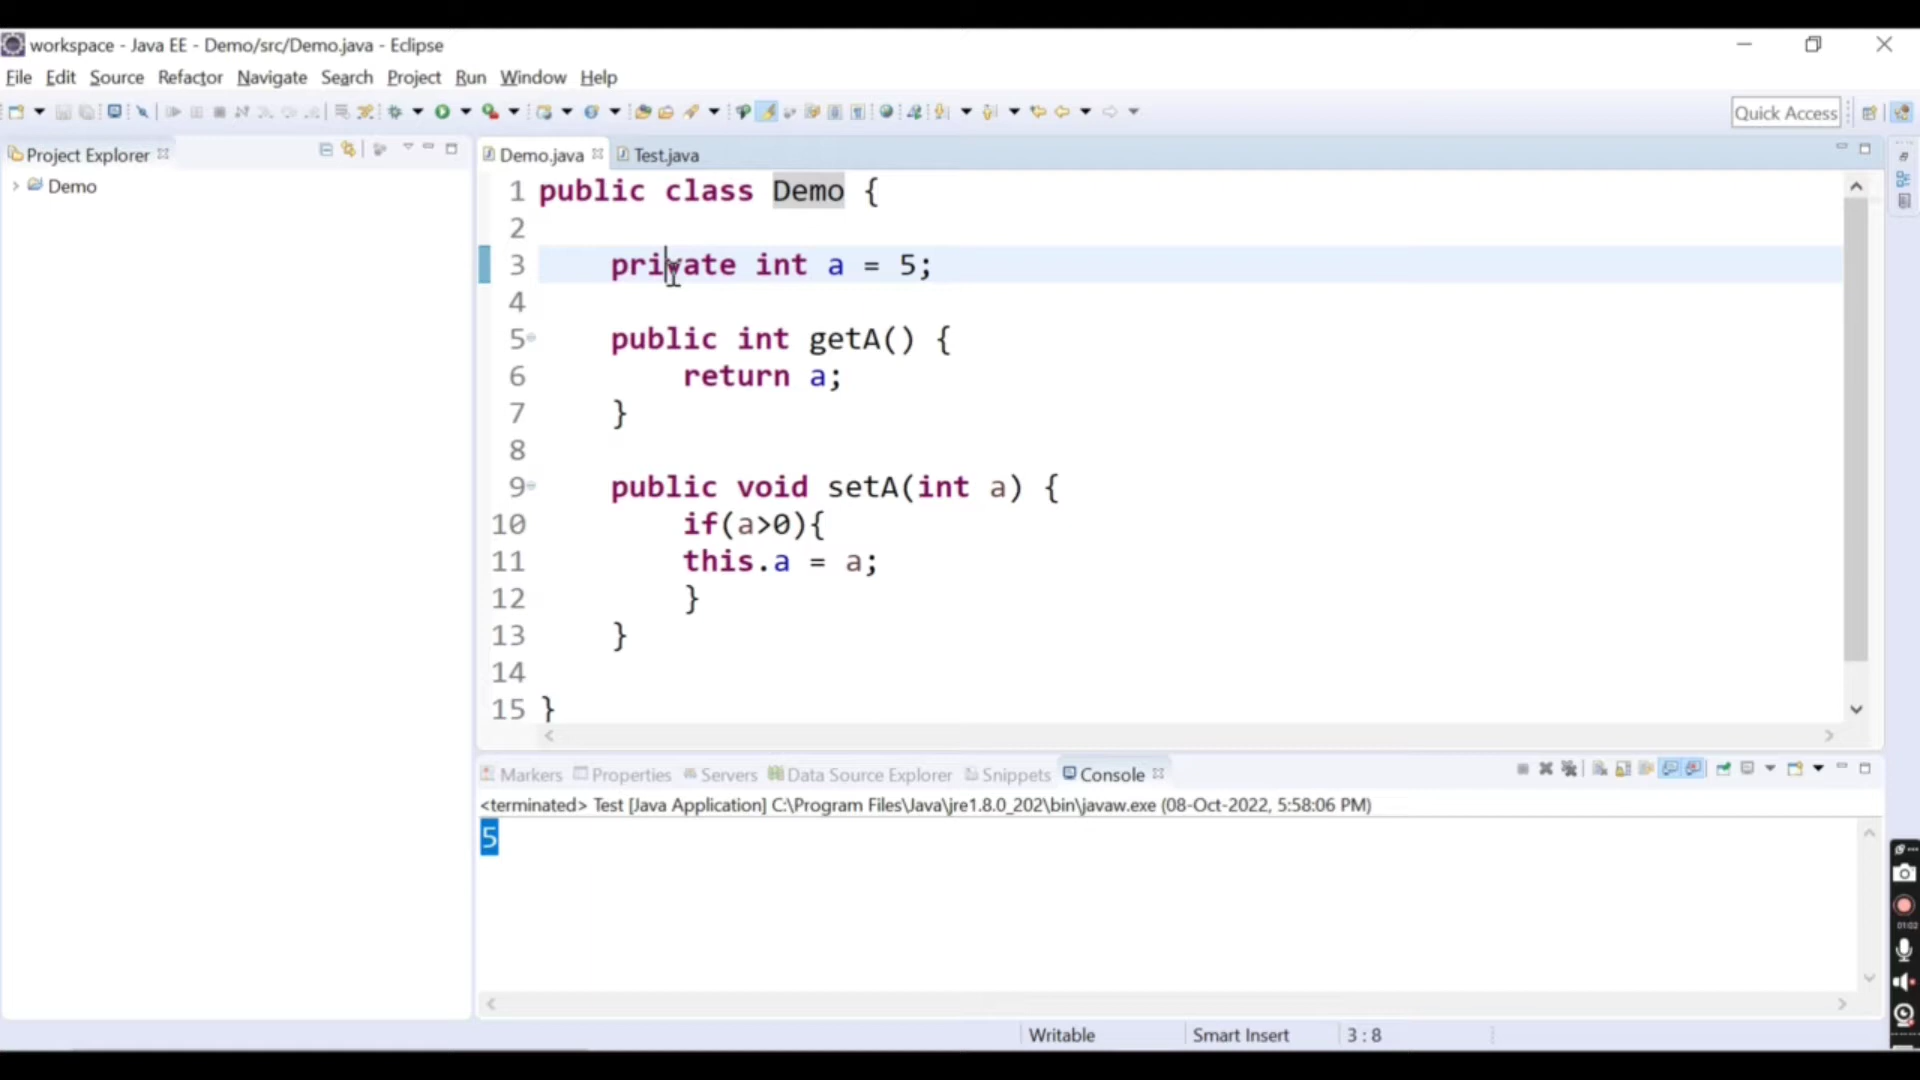 workspace - Java EE - Demo/src/Demo.java - Eclipse
File Edit Source Refactor Navigate Search Project Run Window Help
Quick Access
Project Explorer
Demo
Demo.java Test.java
1 public class Demo {
2
3 private int a = 5;
4
5 public int getA() {
6 return a;
7 }
8
9 public void setA(int a) {
10 if(a>0){
11 this.a = a;
12 }
13 }
14
15 }
Markers Properties Servers Data Source Explorer Snippets Console
<terminated> Test [Java Application] C:\Program Files\Java\jre1.8.0_202\bin\javaw.exe (08-Oct-2022, 5:58:06 PM)
5
01:02
Writable Smart Insert 3 : 8